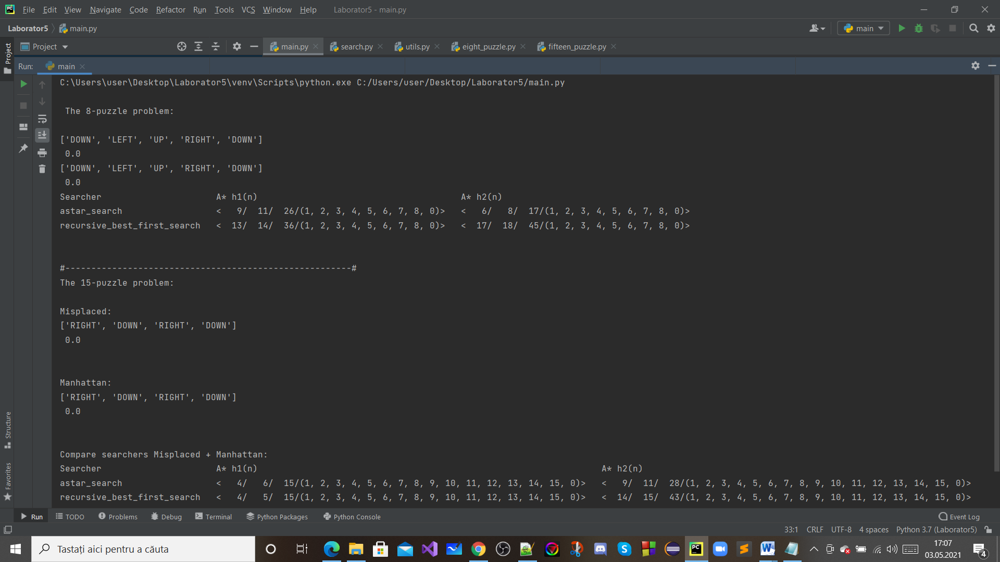 File Edit View Navigate Code Refactor Run Tools VCS Window Help Laborator5 - main.py
Laborator5 main.py main
Project main.py search.py utils.py eight_puzzle.py fifteen_puzzle.py
Project
Run: main
C:\Users\user\Desktop\Laborator5\venv\Scripts\python.exe C:/Users/user/Desktop/Laborator5/main.py
The 8-puzzle problem:
['DOWN', 'LEFT', 'UP', 'RIGHT', 'DOWN']
0.0
['DOWN', 'LEFT', 'UP', 'RIGHT', 'DOWN']
0.0
Searcher A* h1(n) A* h2(n)
astar_search < 9/ 11/ 26/(1, 2, 3, 4, 5, 6, 7, 8, 0)> < 6/ 8/ 17/(1, 2, 3, 4, 5, 6, 7, 8, 0)>
recursive_best_first_search < 13/ 14/ 36/(1, 2, 3, 4, 5, 6, 7, 8, 0)> < 17/ 18/ 45/(1, 2, 3, 4, 5, 6, 7, 8, 0)>
#-------------------------------------------------------#
The 15-puzzle problem:
Misplaced:
['RIGHT', 'DOWN', 'RIGHT', 'DOWN']
0.0
Manhattan:
['RIGHT', 'DOWN', 'RIGHT', 'DOWN']
0.0
Compare searchers Misplaced + Manhattan:
Searcher A* h1(n) A* h2(n)
astar_search < 4/ 6/ 15/(1, 2, 3, 4, 5, 6, 7, 8, 9, 10, 11, 12, 13, 14, 15, 0)> < 9/ 11/ 28/(1, 2, 3, 4, 5, 6, 7, 8, 9, 10, 11, 12, 13, 14, 15, 0)>
recursive_best_first_search < 4/ 5/ 15/(1, 2, 3, 4, 5, 6, 7, 8, 9, 10, 11, 12, 13, 14, 15, 0)> < 14/ 15/ 43/(1, 2, 3, 4, 5, 6, 7, 8, 9, 10, 11, 12, 13, 14, 15, 0)>
Structure
Favorites
Run TODO Problems Debug Terminal Python Packages Python Console Event Log
33:1 CRLF UTF-8 4 spaces Python 3.7 (Laborator5)
Tastați aici pentru a căuta
17:07
03.05.2021
4